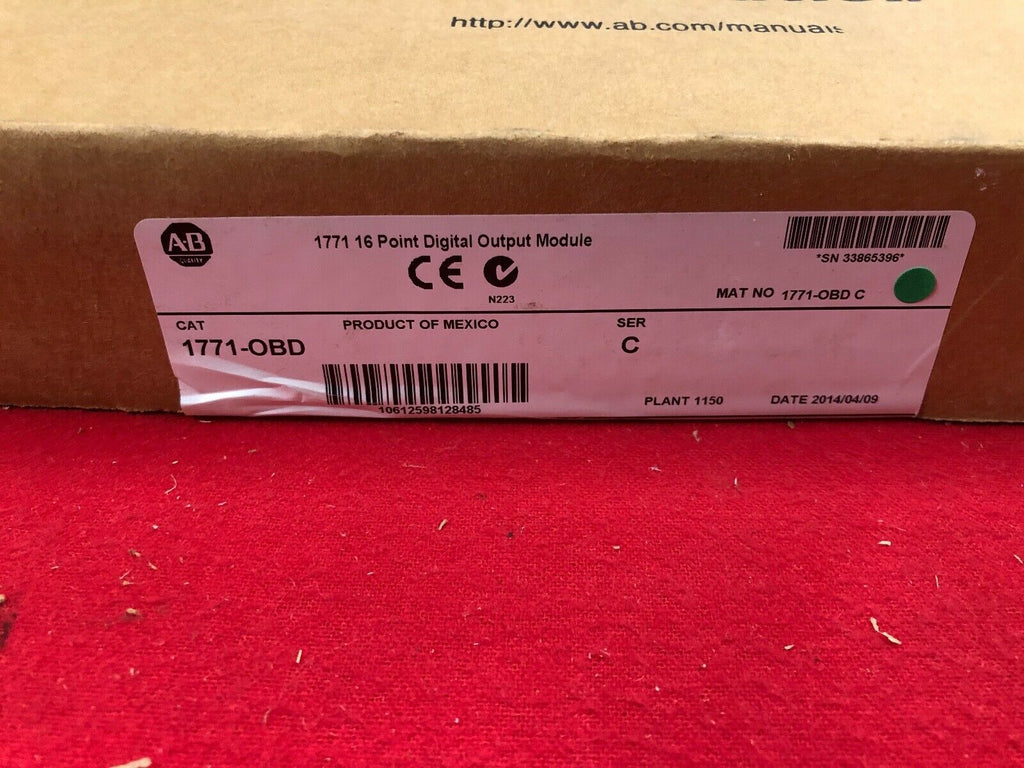 http://www.ab.com/manuals
A-B
QUALITY
1771 16 Point Digital Output Module
CE
N223
*SN 33865396*
MAT NO 1771-OBD C
CAT
1771-OBD
PRODUCT OF MEXICO
SER
C
10612598128485
PLANT 1150
DATE 2014/04/09